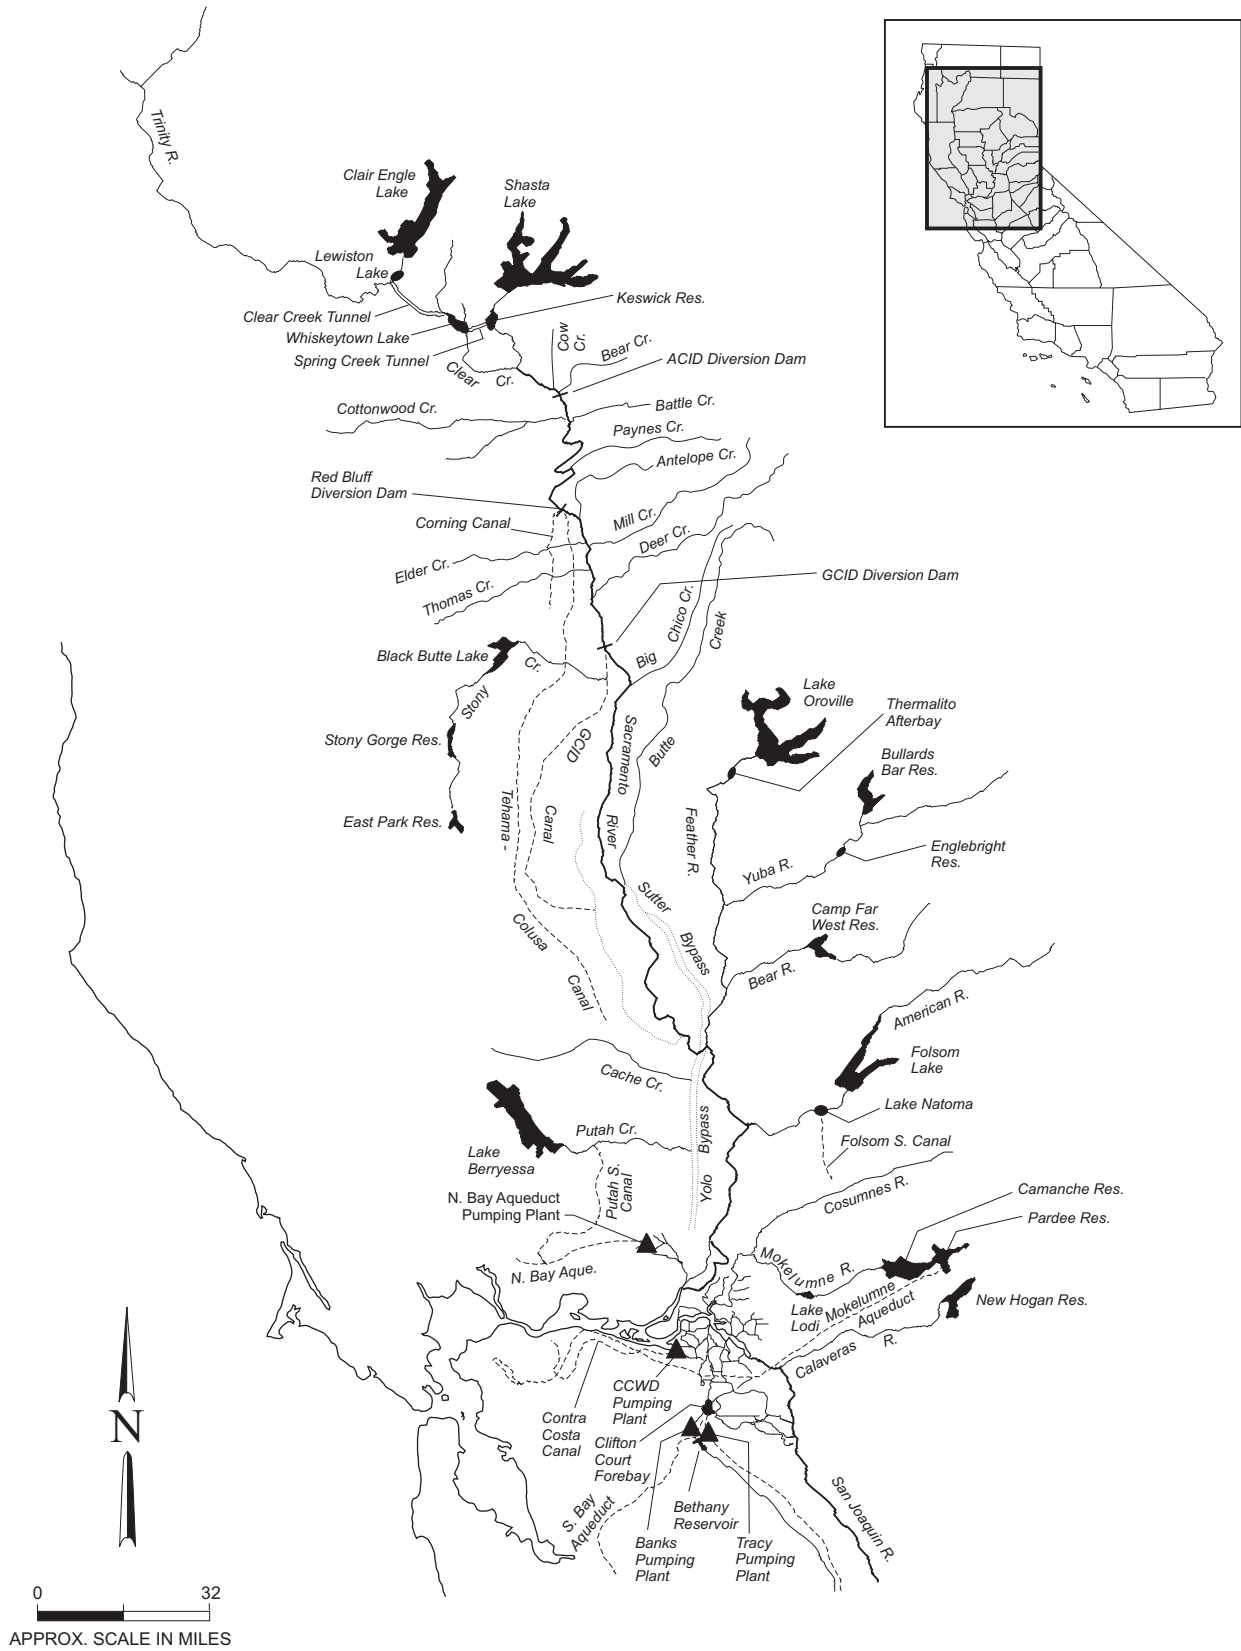 Trinity R.
Clair Engle
Lake
Shasta
Lake
Lewiston
Lake
Keswick Res.
Clear Creek Tunnel
Whiskeytown Lake
Spring Creek Tunnel
Cow
Cr.
Bear Cr.
ACID Diversion Dam
Clear Cr.
Cottonwood Cr.
Battle Cr.
Paynes Cr.
Antelope Cr.
Red Bluff
Diversion Dam
Corning Canal
Mill Cr.
Deer Cr.
Elder Cr.
Thomas Cr.
GCID Diversion Dam
Big Chico Cr.
Butte Creek
Black Butte Lake
Stony Cr.
Stony Gorge Res.
East Park Res.
GCID
Canal
Tehama -
Colusa
Canal
Sacramento
River
Lake
Oroville
Thermalito
Afterbay
Bullards
Bar Res.
Feather R.
Englebright
Res.
Yuba R.
Sutter
Bypass
Camp Far
West Res.
Bear R.
American R.
Folsom
Lake
Lake Natoma
Folsom S. Canal
Cache Cr.
Putah Cr.
Lake
Berryessa
Yolo Bypass
Putah S.
Canal
N. Bay Aqueduct
Pumping Plant
N. Bay Aque.
Cosumnes R.
Camanche Res.
Pardee Res.
Mokelumne R.
Lake
Lodi
Mokelumne
Aqueduct
New Hogan Res.
Calaveras R.
CCWD
Pumping
Plant
Contra
Costa
Canal
Clifton
Court
Forebay
S. Bay
Aqueduct
Bethany
Reservoir
Banks
Pumping
Plant
Tracy
Pumping
Plant
San Joaquin R.
N
0 32
APPROX. SCALE IN MILES